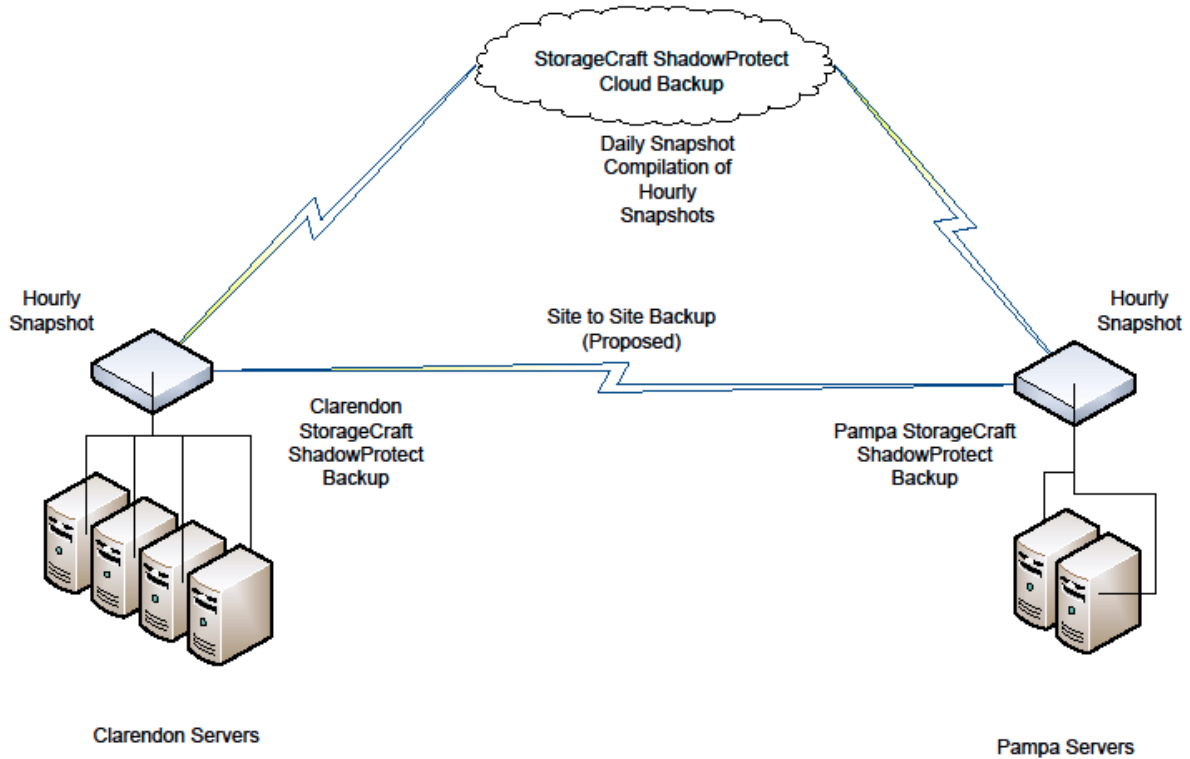 StorageCraft ShadowProtect
Cloud Backup
Daily Snapshot
Compilation of
Hourly
Snapshots
Hourly
Snapshot
Site to Site Backup
(Proposed)
Hourly
Snapshot
Clarendon
StorageCraft
ShadowProtect
Backup
Pampa StorageCraft
ShadowProtect
Backup
Clarendon Servers
Pampa Servers